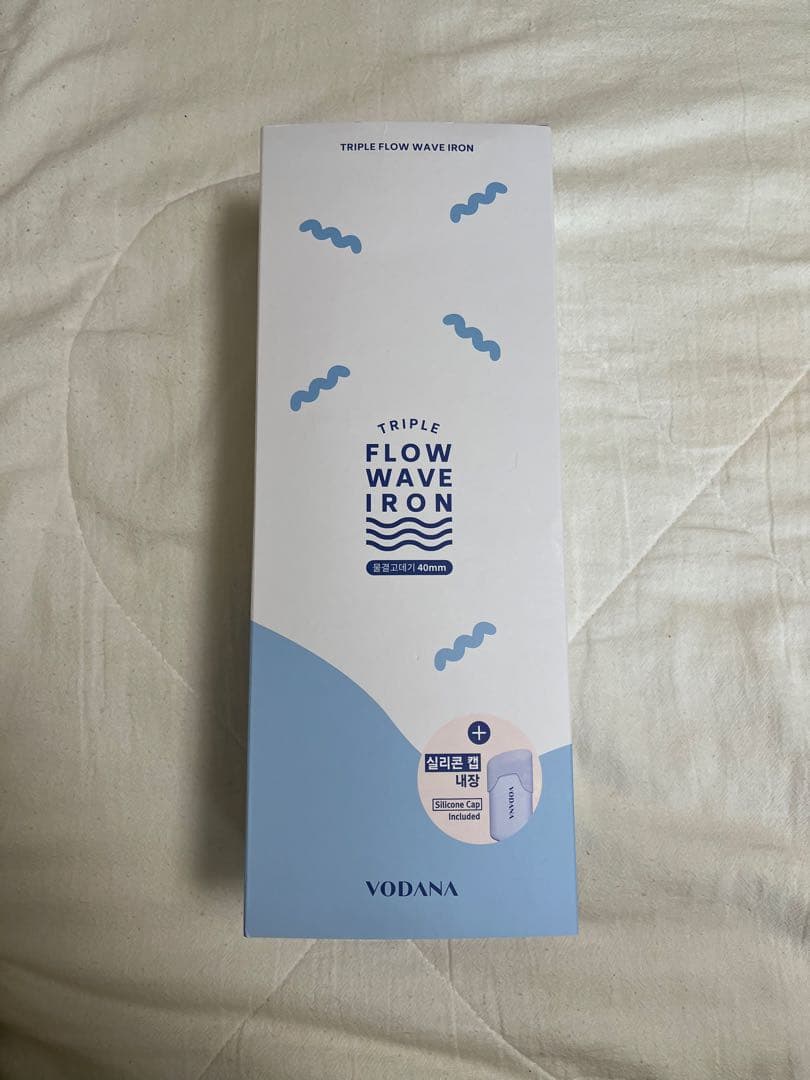 TRIPLE FLOW WAVE IRON
TRIPLE
FLOW
WAVE
IRON
물결고데기 40mm
+
실리콘 캡
내장
Silicone Cap
Included
VODANA
VODANA